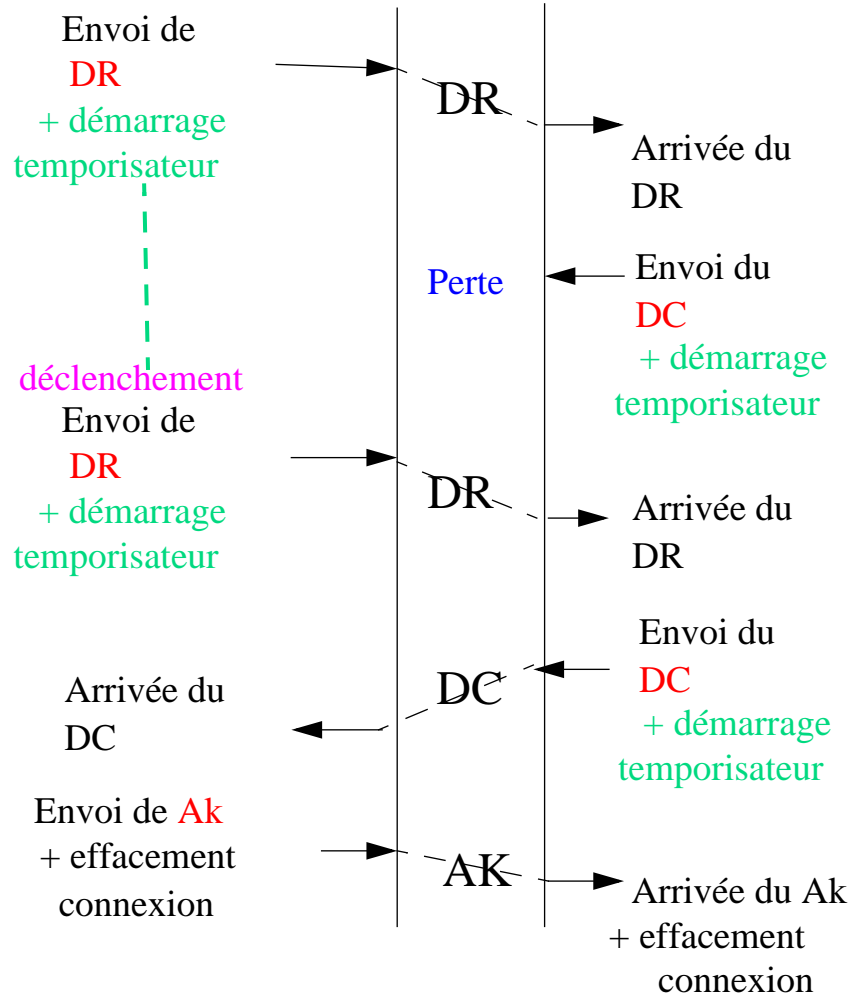 Envoi de
DR
+ démarrage
temporisateur
DR
Arrivée du
DR
Perte
Envoi du
DC
+ démarrage
temporisateur
déclenchement
Envoi de
DR
+ démarrage
temporisateur
DR
Arrivée du
DR
Envoi du
DC
+ démarrage
temporisateur
DC
Arrivée du
DC
Envoi de Ak
+ effacement
connexion
AK
Arrivée du Ak
+ effacement
connexion